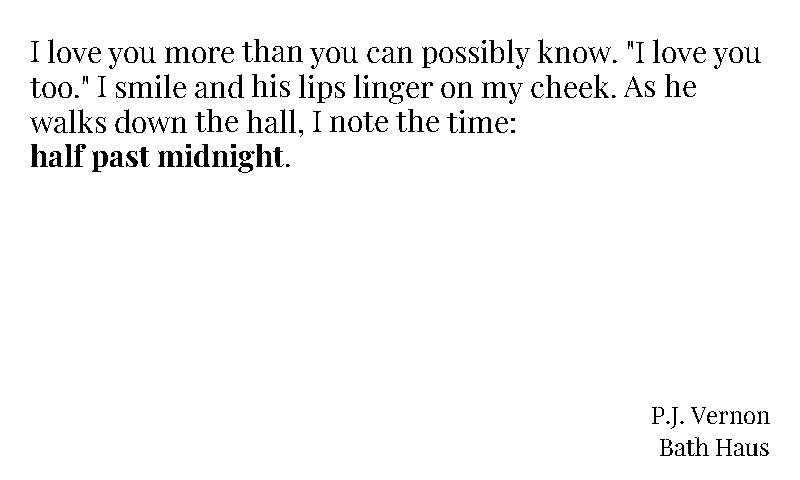 I love you more than you can possibly know. "I love you
too." I smile and his lips linger on my cheek. As he
walks down the hall, I note the time:
half past midnight.
P.J. Vernon
Bath Haus